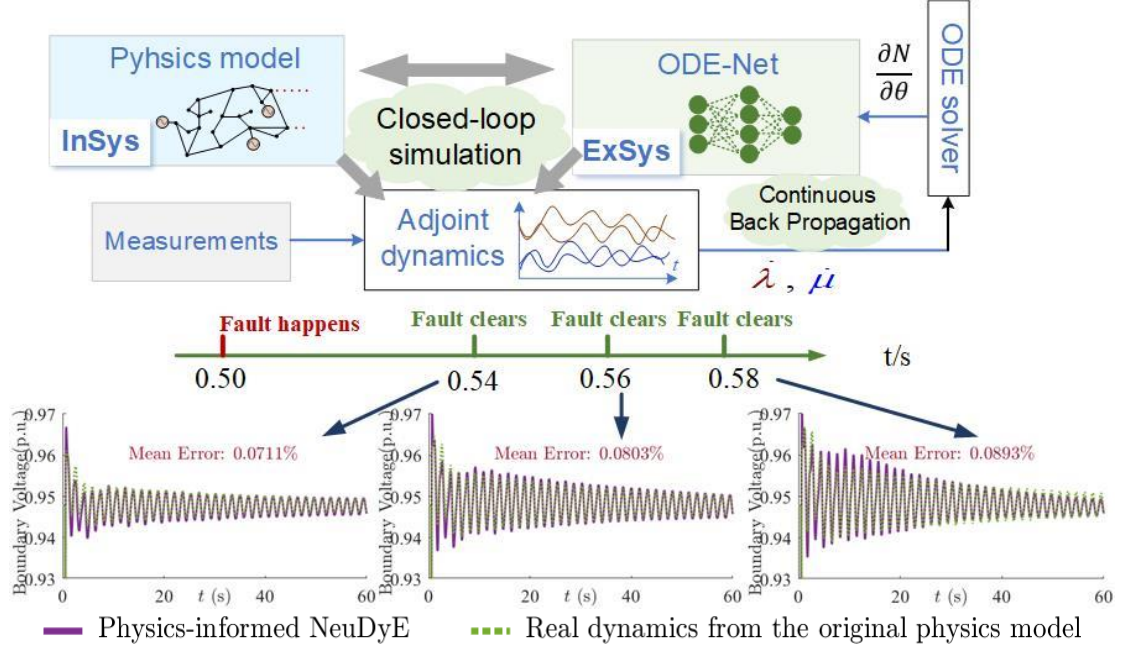 Pyhsics model
InSys
Closed-loop
simulation
ODE-Net
ExSys
∂N
∂θ
ODE solver
Measurements
Adjoint
dynamics
t
Continuous
Back Propagation
λ̇ , μ̇
Fault happens
Fault clears
Fault clears
Fault clears
0.50
0.54
0.56
0.58
t/s
Boundary Voltage(p.u.)
0.97
0.96
0.95
0.94
0.93
Mean Error: 0.0711%
0
20
40
60
t (s)
Boundary Voltage(p.u.)
0.97
0.96
0.95
0.94
0.93
Mean Error: 0.0803%
0
20
40
60
t (s)
Boundary Voltage(p.u.)
0.97
0.96
0.95
0.94
0.93
Mean Error: 0.0893%
0
20
40
60
t (s)
Physics-informed NeuDyE
Real dynamics from the original physics model